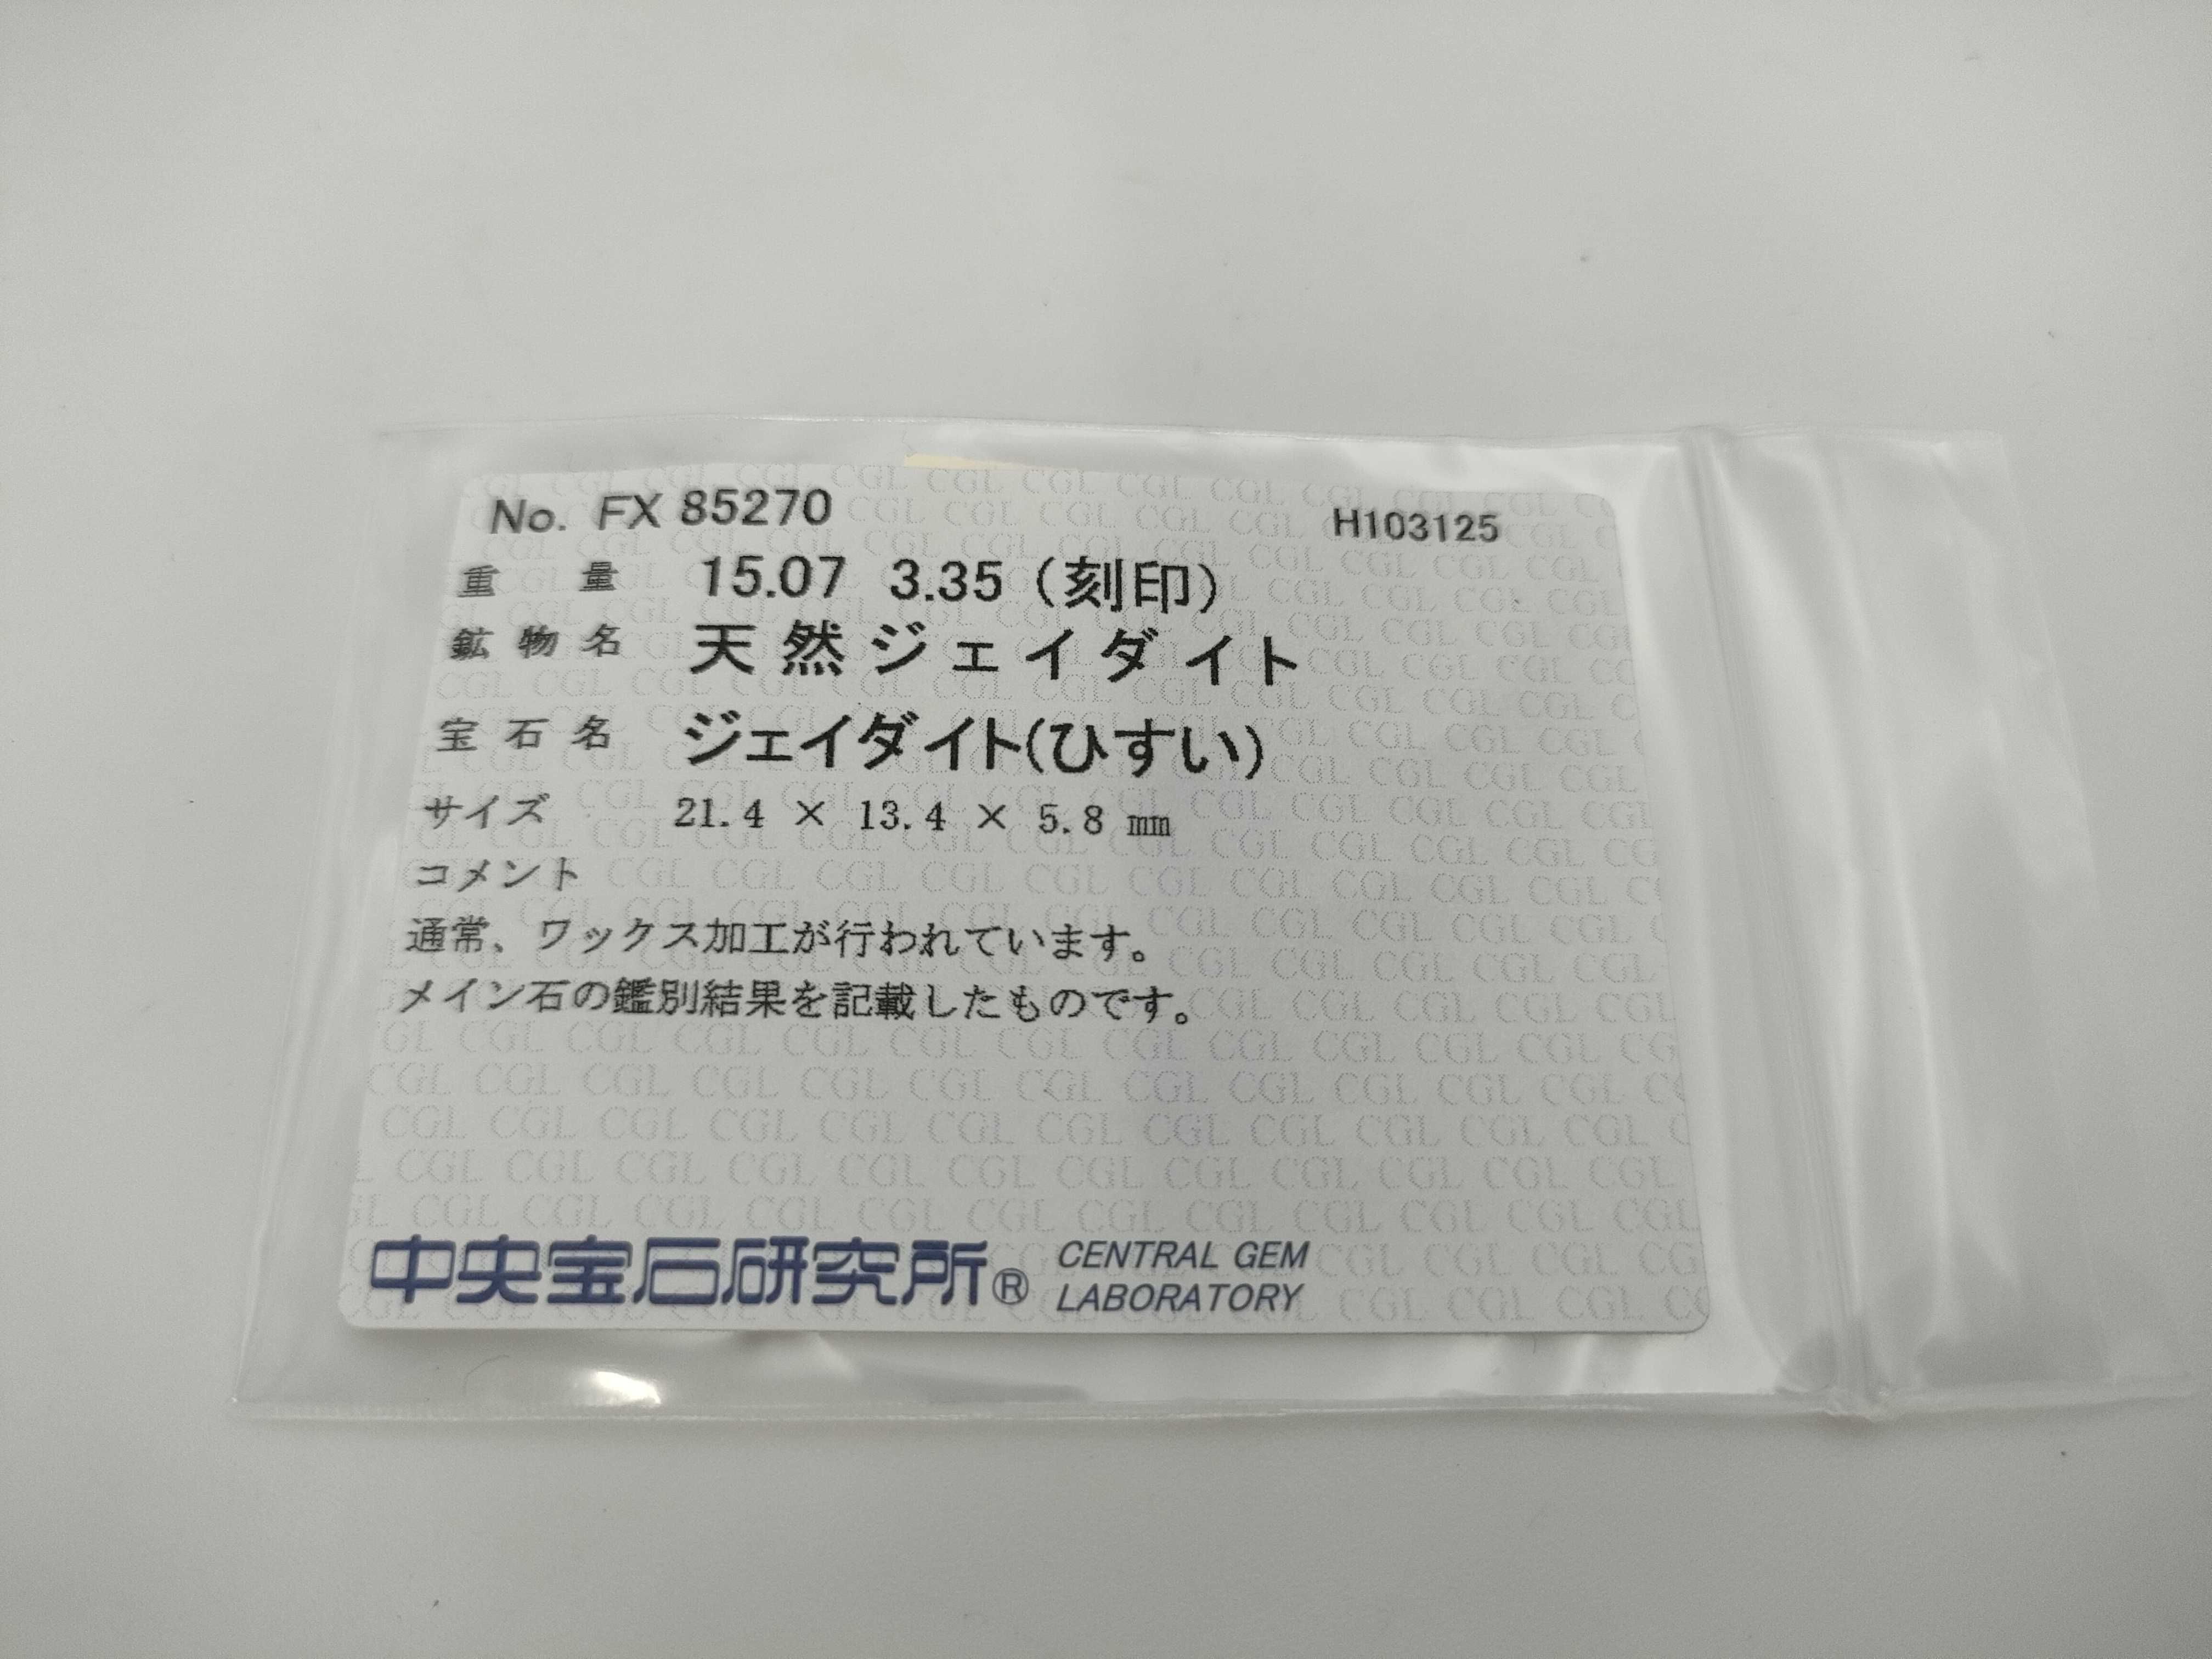 No. FX 85270 H103125
重量 15.07 3.35(刻印)
鉱物名 天然ジェイダイト
宝石名 ジェイダイト(ひすい)
サイズ 21.4 × 13.4 × 5.8 mm
コメント
通常、ワックス加工が行われています。
メイン石の鑑別結果を記載したものです。
中央宝石研究所® CENTRAL GEM
LABORATORY